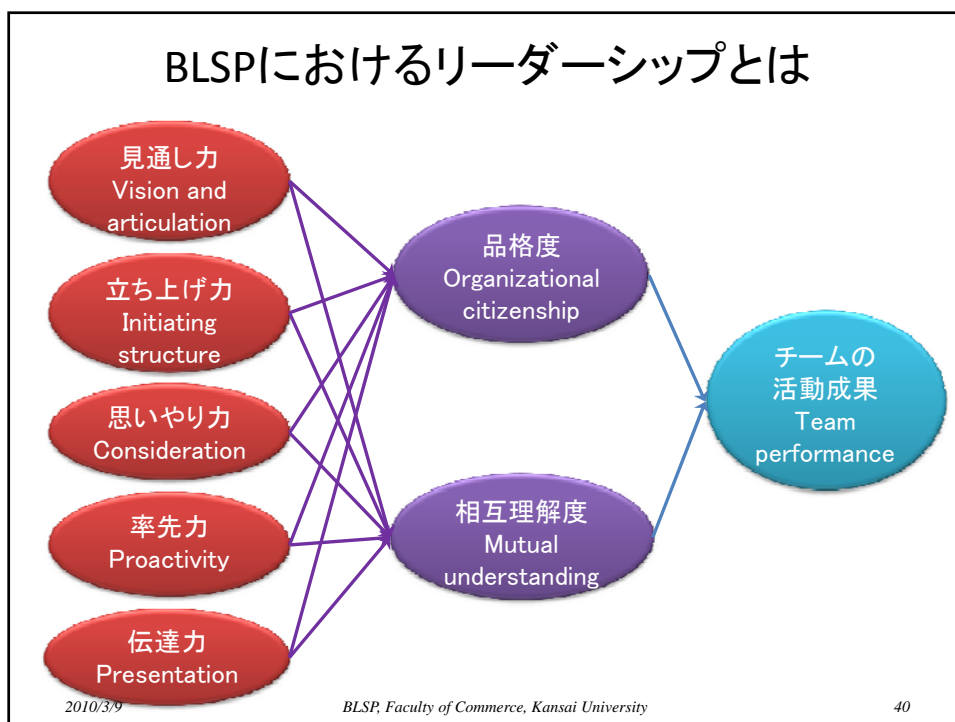 BLSPにおけるリーダーシップとは
見通し力
Vision and
articulation
立ち上げ力
Initiating
structure
思いやり力
Consideration
率先力
Proactivity
伝達力
Presentation
品格度
Organizational
citizenship
相互理解度
Mutual
understanding
チームの
活動成果
Team
performance
2010/3/9
BLSP, Faculty of Commerce, Kansai University
40